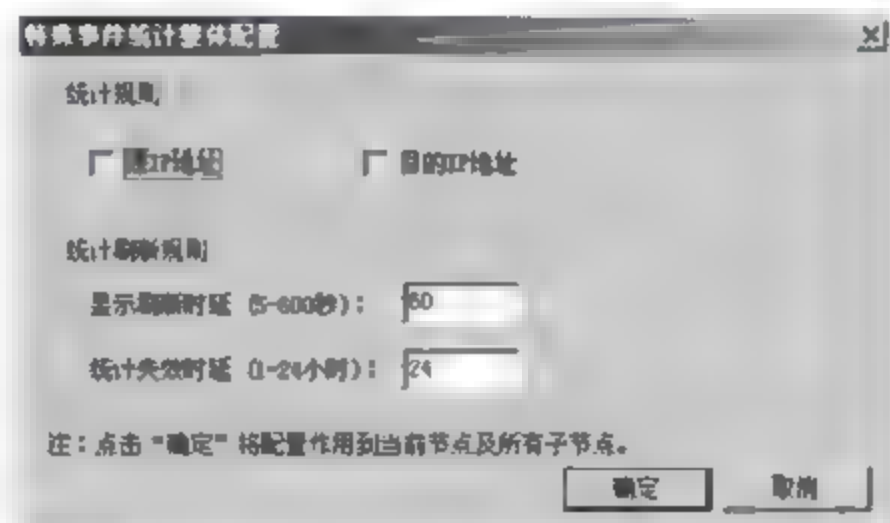 特殊事件统计整体配置
统计规则
源IP地址 目的IP地址
统计刷新规则
显示刷新时延 (5-600秒): 60
统计失效时延 (1-24小时): 24
注:点击"确定"将配置作用到当前节点及所有子节点。
确定 取消